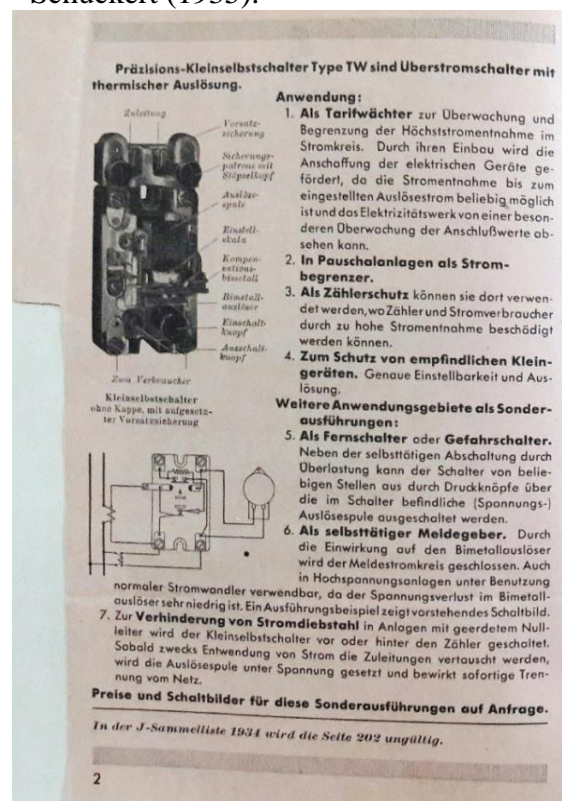 Schuckert (1935).
Präzisions-Kleinselbstschalter Type TW sind Überstromschalter mit
thermischer Auslösung.
Zuleitung
Vorsatz-
sicherung
Sicherungs-
patrone mit
Stöpselkopf
Auslöse-
spule
Einstell-
skala
Kompen-
sations-
bimetall
Bimetall-
auslöser
Einschalt-
knopf
Ausschalt-
knopf
Zum Verbraucher
Kleinselbstschalter
ohne Kappe, mit aufgesetz-
ter Vorsatzsicherung
Anwendung:
1. Als Tarifwächter zur Überwachung und
Begrenzung der Höchststromentnahme im
Stromkreis. Durch ihren Einbau wird die
Anschaffung der elektrischen Geräte ge-
fördert, da die Stromentnahme bis zum
eingestellten Auslösestrom beliebig möglich
ist und das Elektrizitätswerk von einer beson-
deren Überwachung der Anschlußwerte ab-
sehen kann.
2. In Pauschalanlagen als Strom-
begrenzer.
3. Als Zählerschutz können sie dort verwen-
det werden, wo Zähler und Stromverbraucher
durch zu hohe Stromentnahme beschädigt
werden können.
4. Zum Schutz von empfindlichen Klein-
geräten. Genaue Einstellbarkeit und Aus-
lösung.
Weitere Anwendungsgebiete als Sonder-
ausführungen:
5. Als Fernschalter oder Gefahrschalter.
Neben der selbsttätigen Abschaltung durch
Überlastung kann der Schalter von belie-
bigen Stellen aus durch Druckknöpfe über
die im Schalter befindliche (Spannungs-)
Auslösespule ausgeschaltet werden.
6. Als selbsttätiger Meldegeber. Durch
die Einwirkung auf den Bimetallauslöser
wird der Meldestromkreis geschlossen. Auch
in Hochspannungsanlagen unter Benutzung
normaler Stromwandler verwendbar, da der Spannungsverlust im Bimetall-
auslöser sehr niedrig ist. Ein Ausführungsbeispiel zeigt vorstehendes Schaltbild.
7. Zur Verhinderung von Stromdiebstahl in Anlagen mit geerdetem Null-
leiter wird der Kleinselbstschalter vor oder hinter den Zähler geschaltet.
Sobald zwecks Entwendung von Strom die Zuleitungen vertauscht werden,
wird die Auslösespule unter Spannung gesetzt und bewirkt sofortige Tren-
nung vom Netz.
Preise und Schaltbilder für diese Sonderausführungen auf Anfrage.
In der J-Sammelliste 1934 wird die Seite 202 ungültig.
2